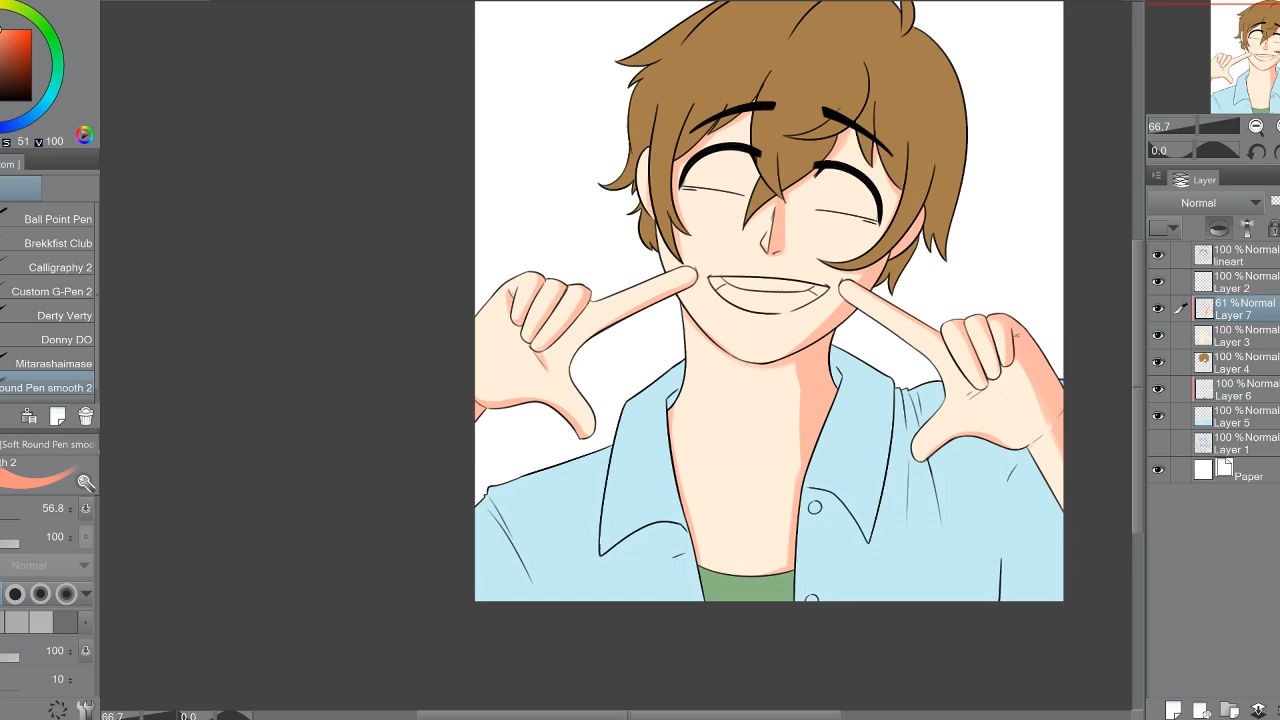 S 51 V 100
om ]
Ball Point Pen
Brekkfist Club
Calligraphy 2
Custom G-Pen 2
Derty Verty
Donny DO
Mitarashaimase
ound Pen smooth 2
[Soft Round Pen smoo
th 2
56.8
100
Normal
100
10
66.7
0.0
66.7
0.0
Layer
Normal
100 %Normal
lineart
100 %Normal
Layer 2
61 %Normal
Layer 7
100 %Normal
Layer 3
100 %Normal
Layer 4
100 %Normal
Layer 6
100 %Normal
Layer 5
100 %Normal
Layer 1
Paper